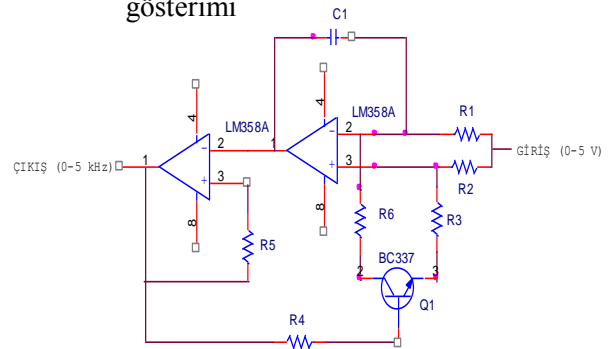 gösterimi
C1
4
4
LM358A
LM358A
R1
2
2
1
1
GİRİŞ (0-5 V)
ÇIKIŞ (0-5 kHz)
3
3
R2
8
8
R6
R3
R5
BC337
2
3
Q1
R4